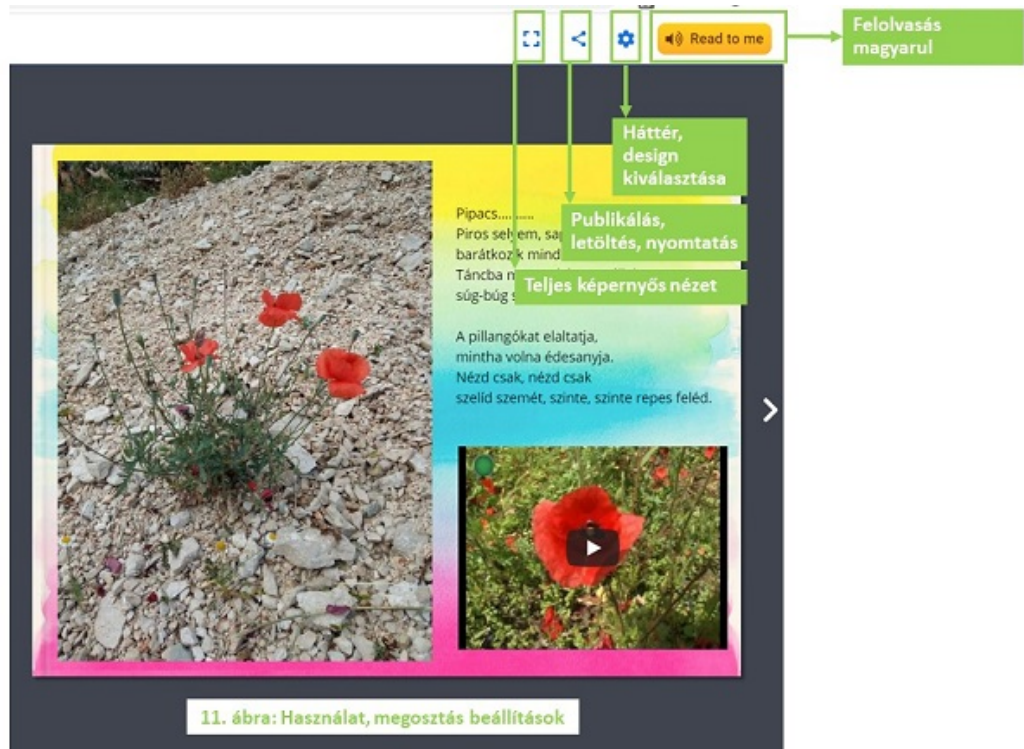 Read to me
Felolvasás
magyarul
Háttér,
design
kiválasztása
Publikálás,
letöltés, nyomtatás
Teljes képernyős nézet
Pipacs..........
Piros selyem,
barátkozik mind
Táncba
súg-búg
A pillangókat elaltatja,
mintha volna édesanyja.
Nézd csak, nézd csak
szelíd szemét, szinte, szinte repes feléd.
11. ábra: Használat, megosztás beállítások